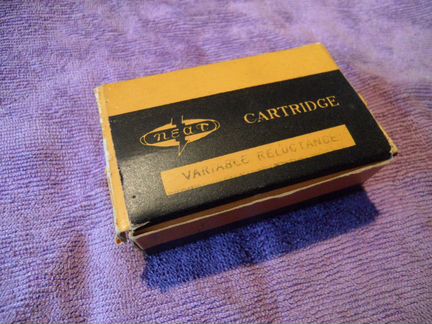 neat
CARTRIDGE
VARIABLE RELUCTANCE